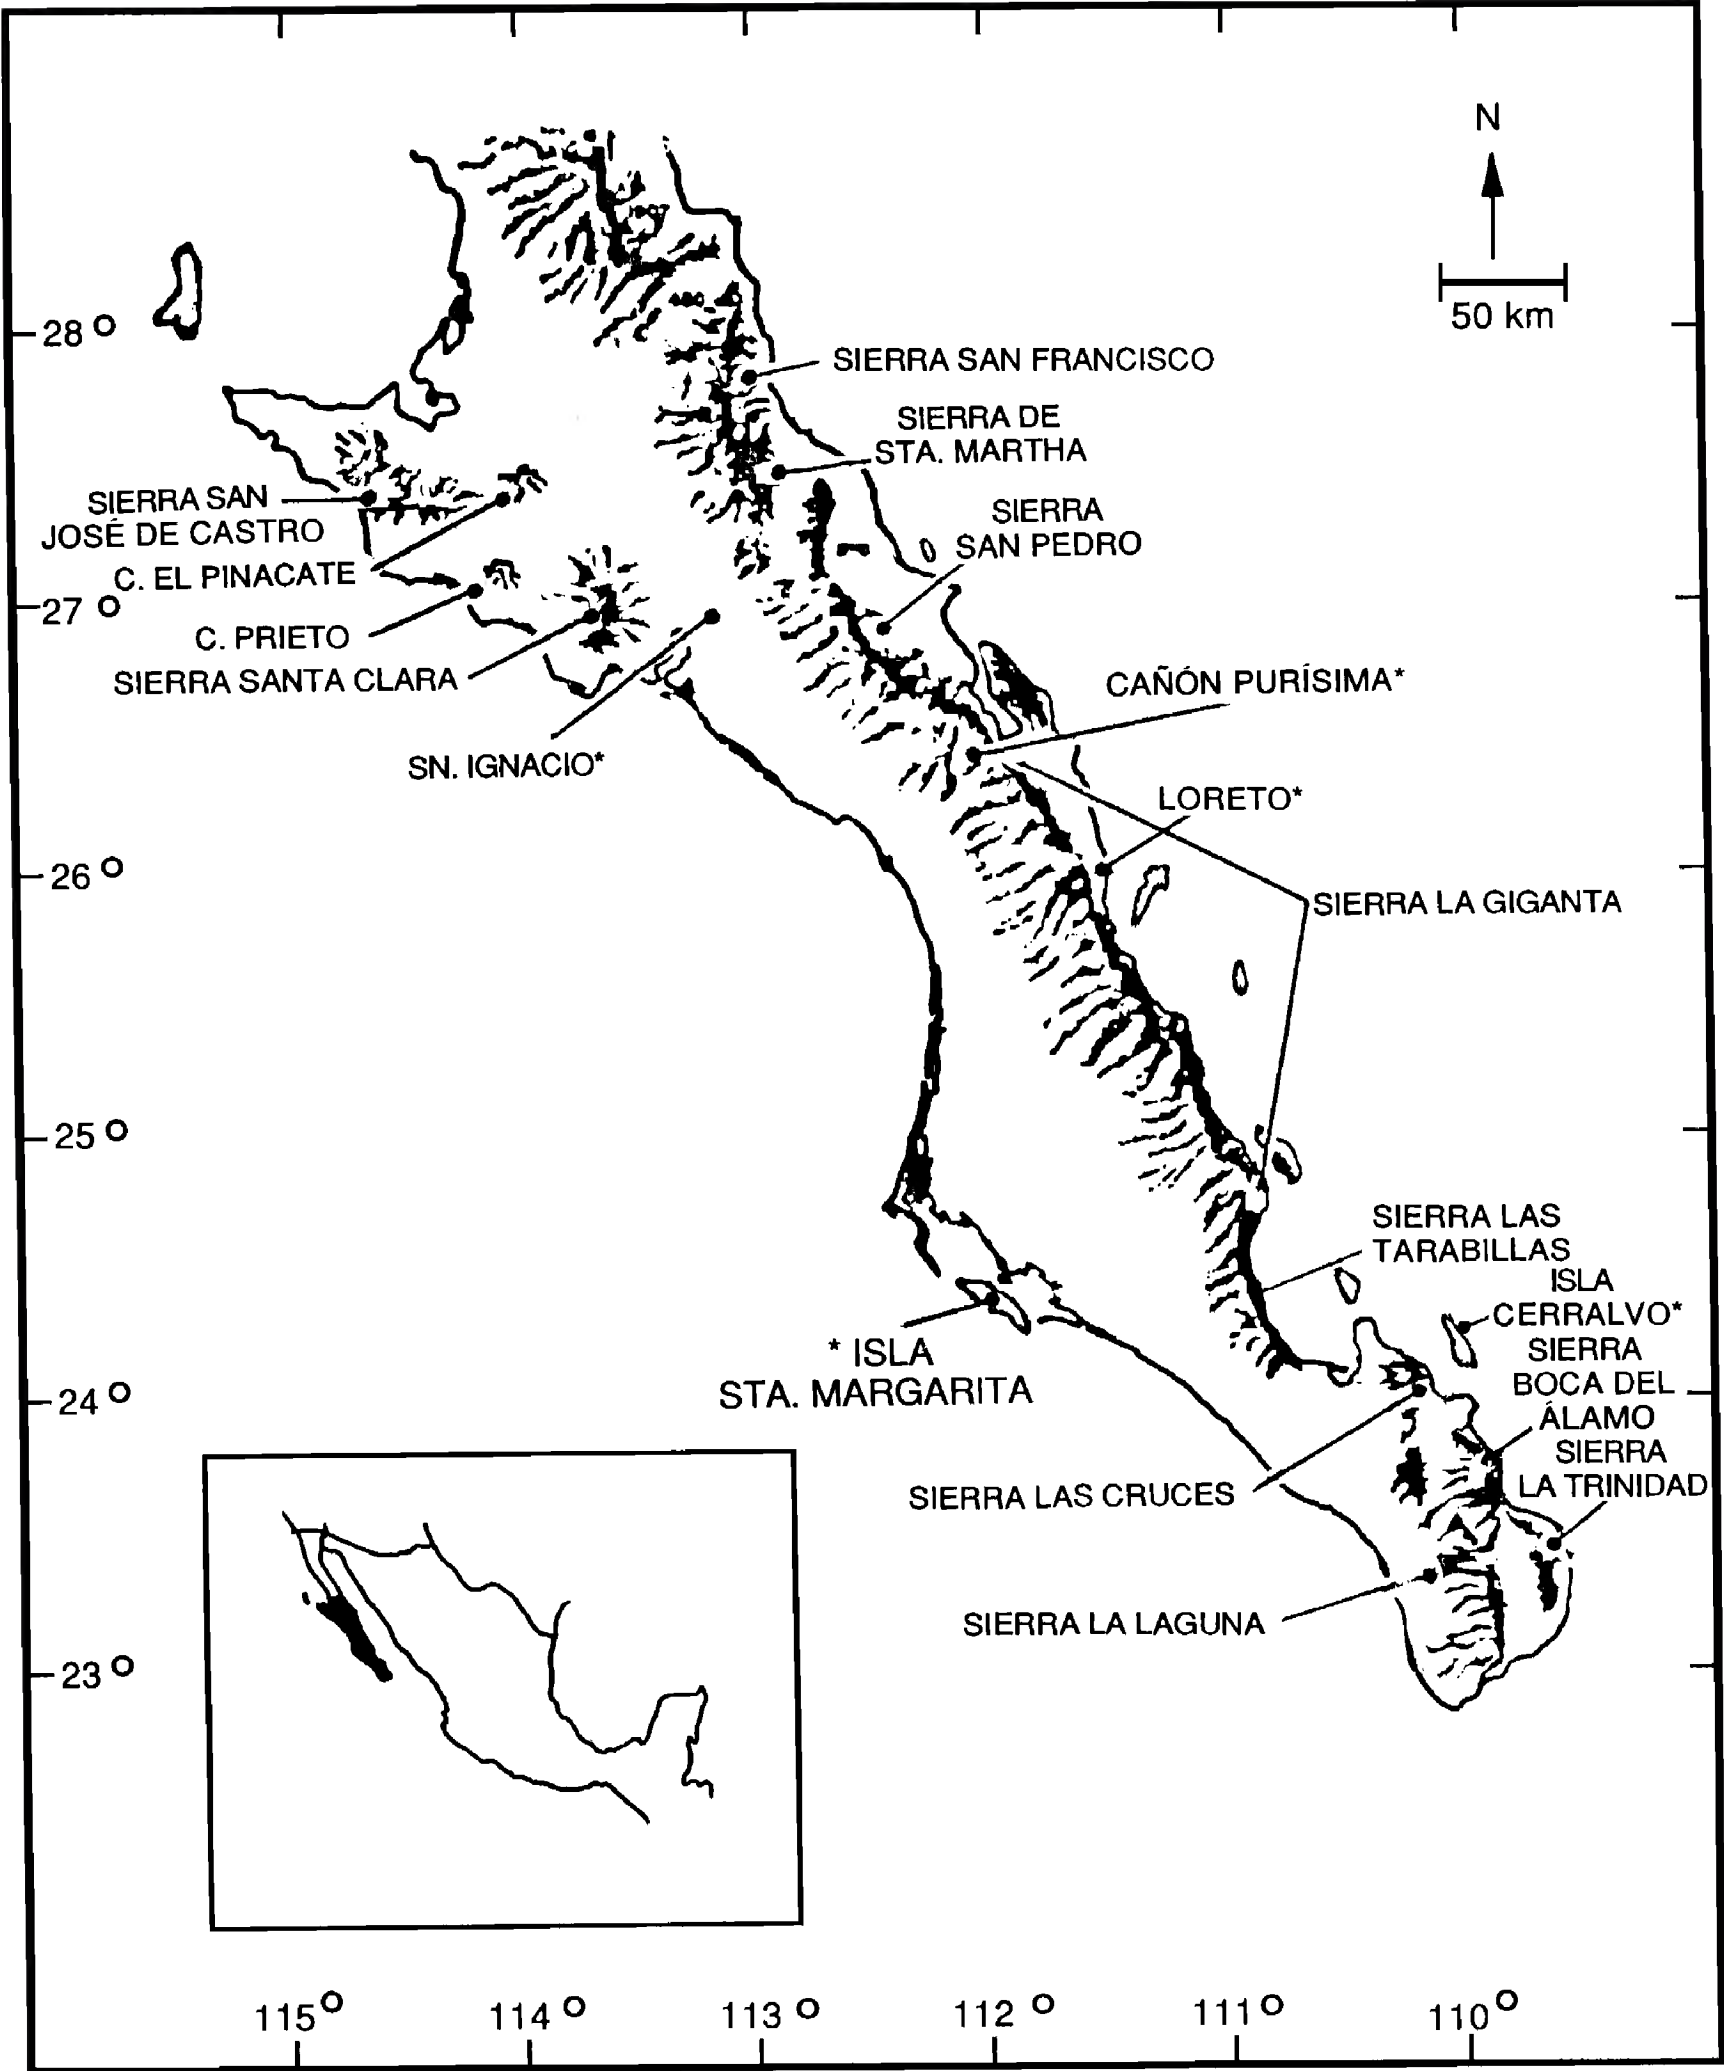 N
50 km
28°
SIERRA SAN FRANCISCO
SIERRA DE
STA. MARTHA
SIERRA SAN
JOSÉ DE CASTRO
SIERRA
SAN PEDRO
C. EL PINACATE
27°
C. PRIETO
SIERRA SANTA CLARA
CAÑÓN PURÍSIMA*
SN. IGNACIO*
LORETO*
26°
SIERRA LA GIGANTA
25°
SIERRA LAS
TARABILLAS
ISLA
CERRALVO*
* ISLA
STA. MARGARITA
SIERRA
BOCA DEL
ÁLAMO
24°
SIERRA
LA TRINIDAD
SIERRA LAS CRUCES
SIERRA LA LAGUNA
23°
115° 114° 113° 112° 111° 110°